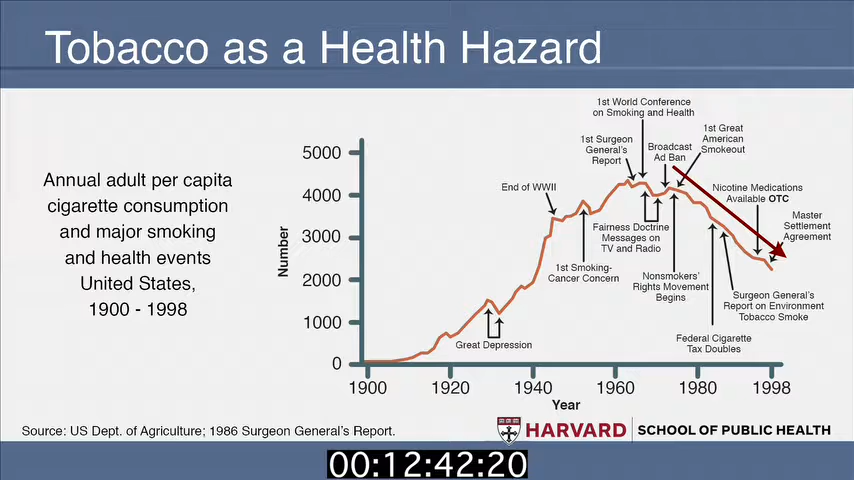 Tobacco as a Health Hazard
Annual adult per capita
cigarette consumption
and major smoking
and health events
United States,
1900 - 1998
Number
5000
4000
3000
2000
1000
0
1900
1920
1940
1960
1980
1998
Year
Great Depression
End of WWII
1st Smoking-
Cancer Concern
1st Surgeon
General's
Report
1st World Conference
on Smoking and Health
Fairness Doctrine
Messages on
TV and Radio
Broadcast
Ad Ban
1st Great
American
Smokeout
Nonsmokers'
Rights Movement
Begins
Nicotine Medications
Available OTC
Master
Settlement
Agreement
Federal Cigarette
Tax Doubles
Surgeon General's
Report on Environment
Tobacco Smoke
Source: US Dept. of Agriculture; 1986 Surgeon General's Report.
HARVARD SCHOOL OF PUBLIC HEALTH
00:12:42:20